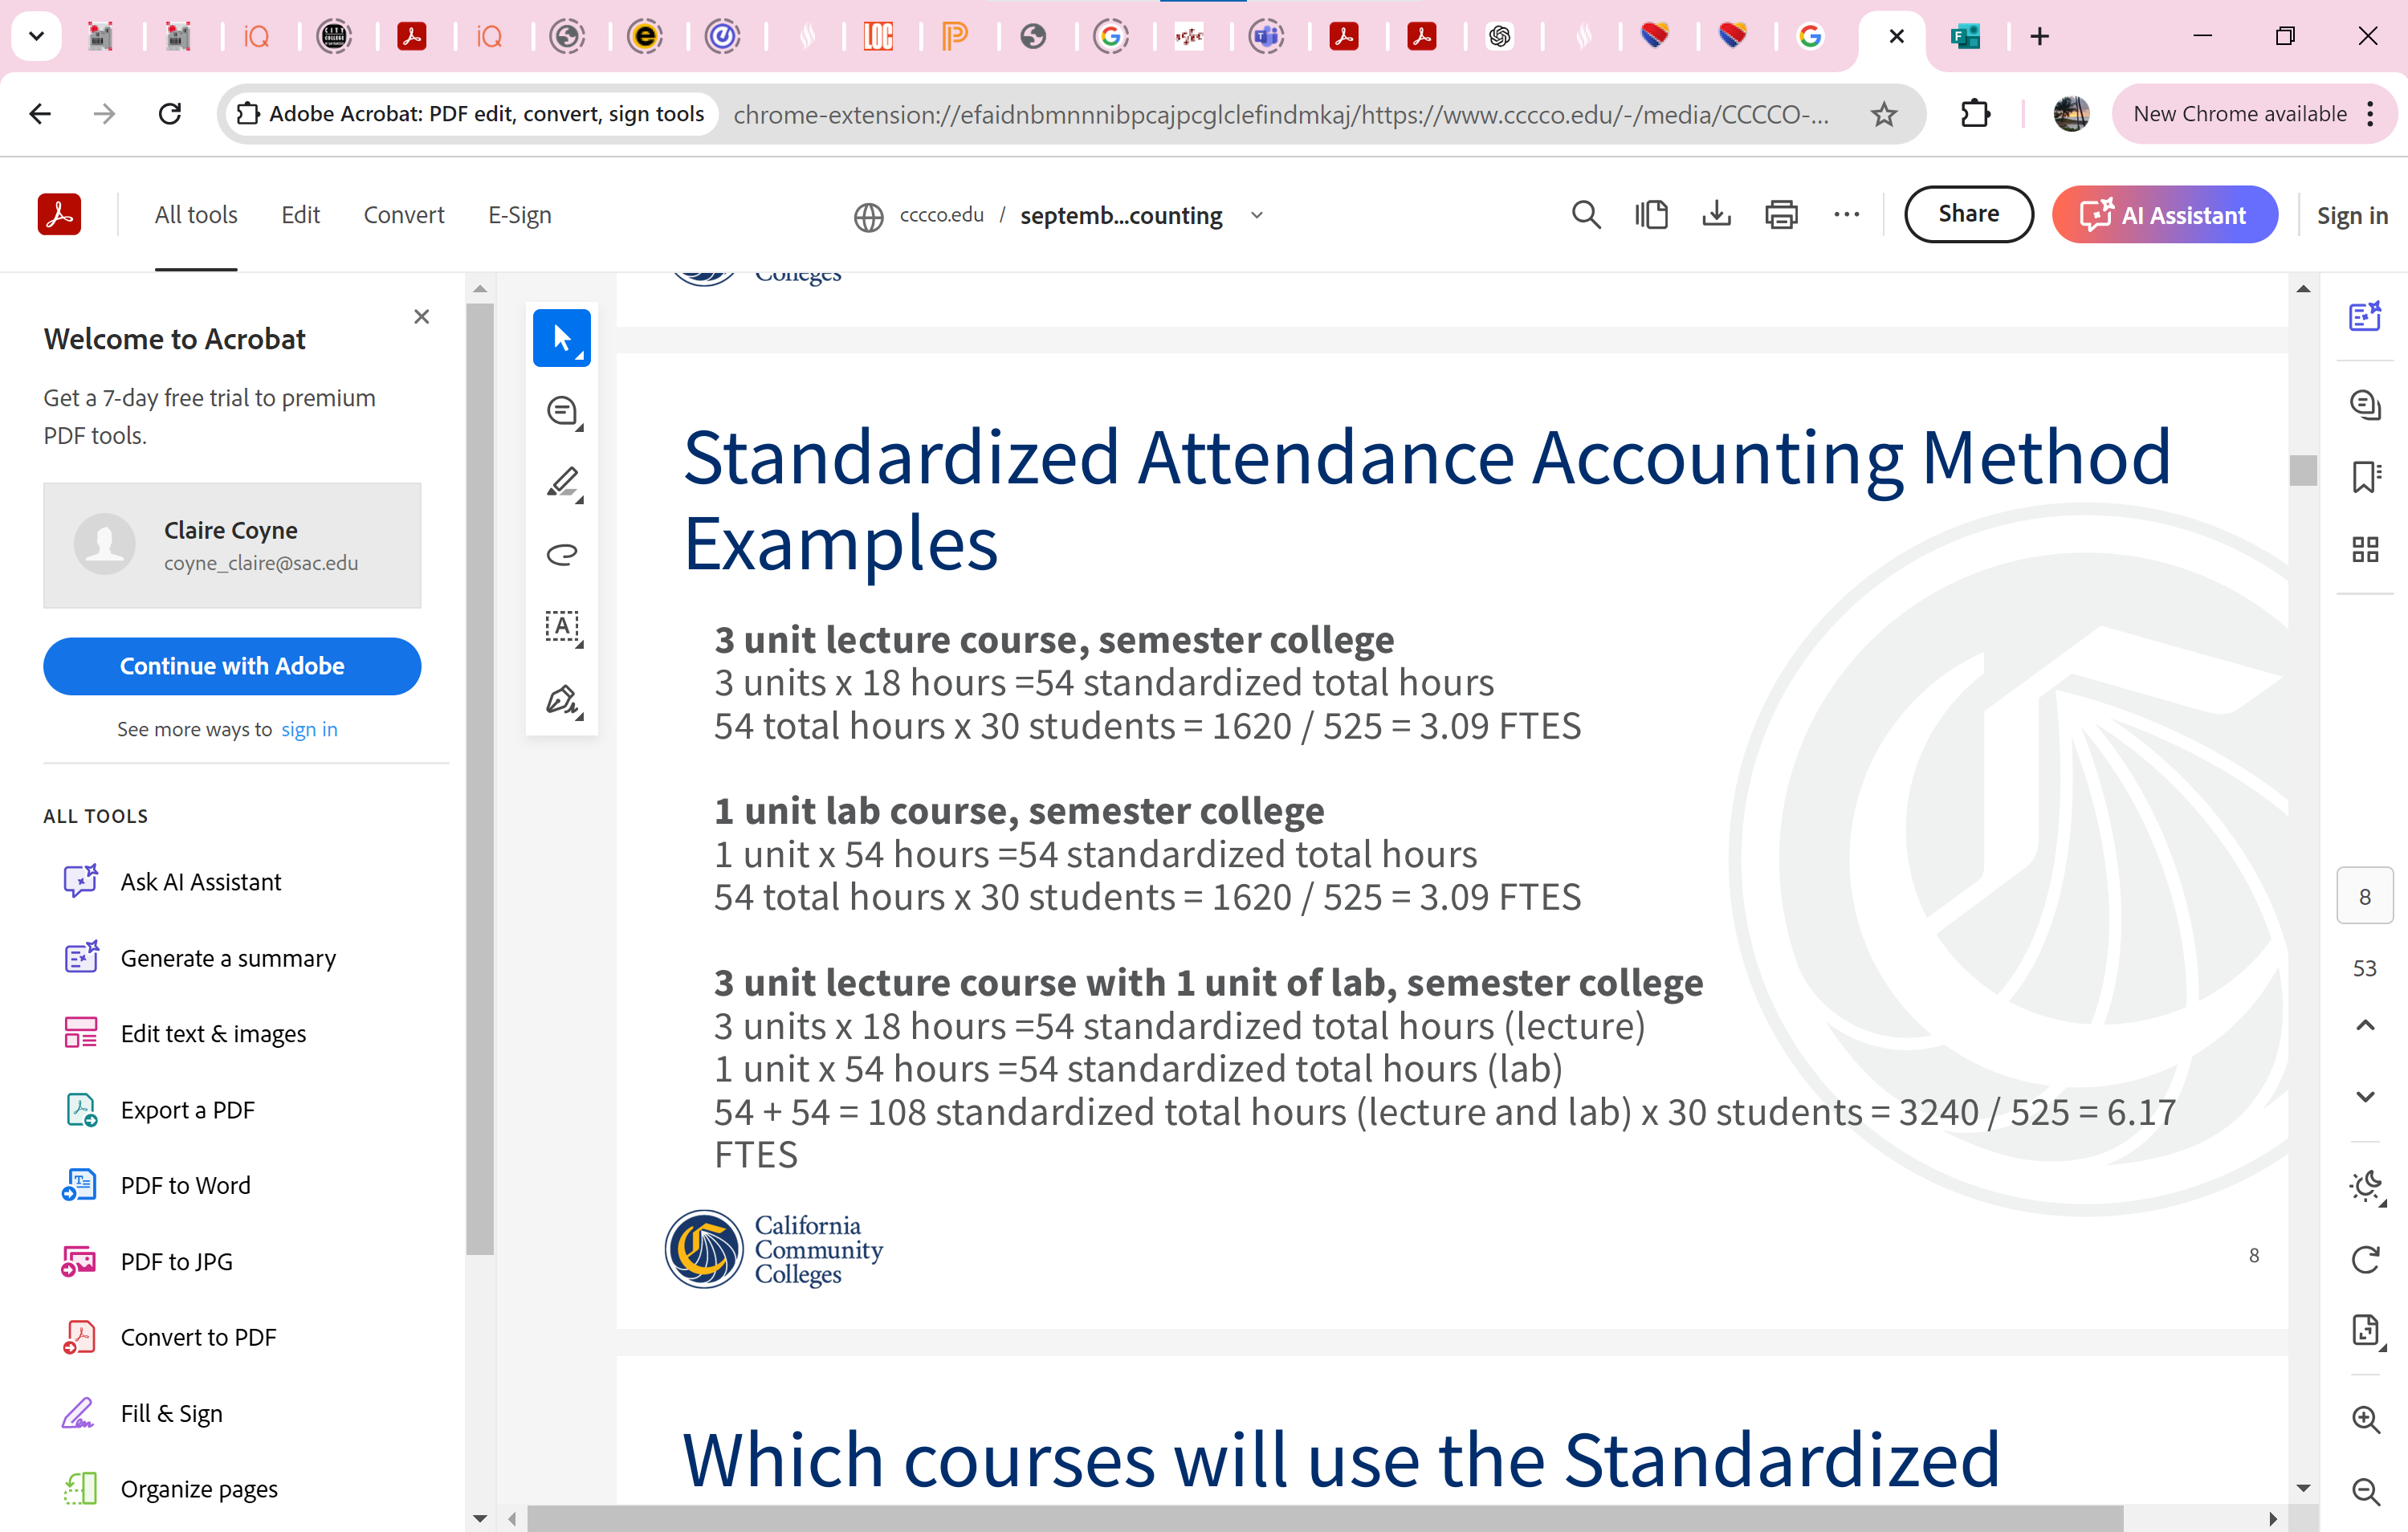 iQ
CITY
COLLEGE
iQ
e
LOC
P
G
G
F
Adobe Acrobat: PDF edit, convert, sign tools
chrome-extension://efaidnbmnnnibpcajpcglclefindmkaj/https://www.cccco.edu/-/media/CCCCO-...
New Chrome available
All tools
Edit
Convert
E-Sign
cccco.edu / septemb...counting
Share
AI Assistant
Sign in
Welcome to Acrobat
Get a 7-day free trial to premium
PDF tools.
Claire Coyne
coyne_claire@sac.edu
Continue with Adobe
See more ways to sign in
ALL TOOLS
Ask AI Assistant
Generate a summary
Edit text & images
Export a PDF
PDF to Word
PDF to JPG
Convert to PDF
Fill & Sign
Organize pages
A
Colleges
Standardized Attendance Accounting Method
Examples
3 unit lecture course, semester college
3 units x 18 hours =54 standardized total hours
54 total hours x 30 students = 1620 / 525 = 3.09 FTES
1 unit lab course, semester college
1 unit x 54 hours =54 standardized total hours
54 total hours x 30 students = 1620 / 525 = 3.09 FTES
3 unit lecture course with 1 unit of lab, semester college
3 units x 18 hours =54 standardized total hours (lecture)
1 unit x 54 hours =54 standardized total hours (lab)
54 + 54 = 108 standardized total hours (lecture and lab) x 30 students = 3240 / 525 = 6.17
FTES
California
Community
Colleges
8
Which courses will use the Standardized
8
53